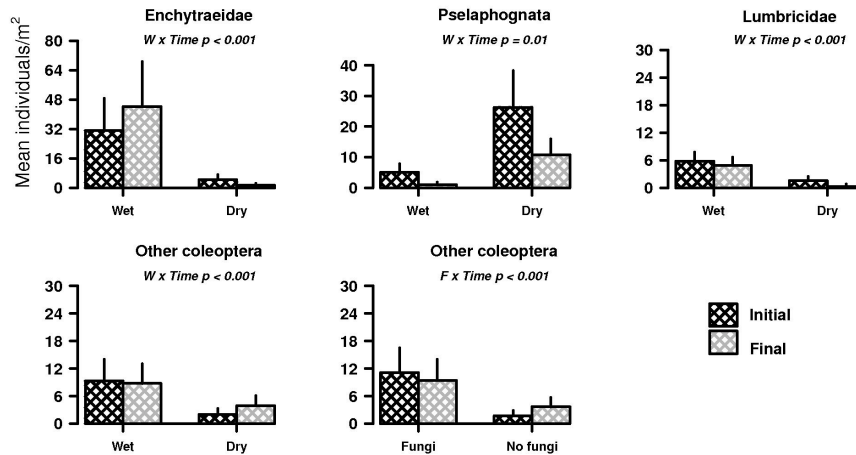 Enchytraeidae
W x Time p < 0.001
Mean individuals/m²
80
64
48
32
16
0
Wet
Dry
Pselaphognata
W x Time p = 0.01
40
30
20
10
0
Wet
Dry
Lumbricidae
W x Time p < 0.001
30
24
18
12
6
0
Wet
Dry
Other coleoptera
W x Time p < 0.001
30
24
18
12
6
0
Wet
Dry
Other coleoptera
F x Time p < 0.001
30
24
18
12
6
0
Fungi
No fungi
Initial
Final